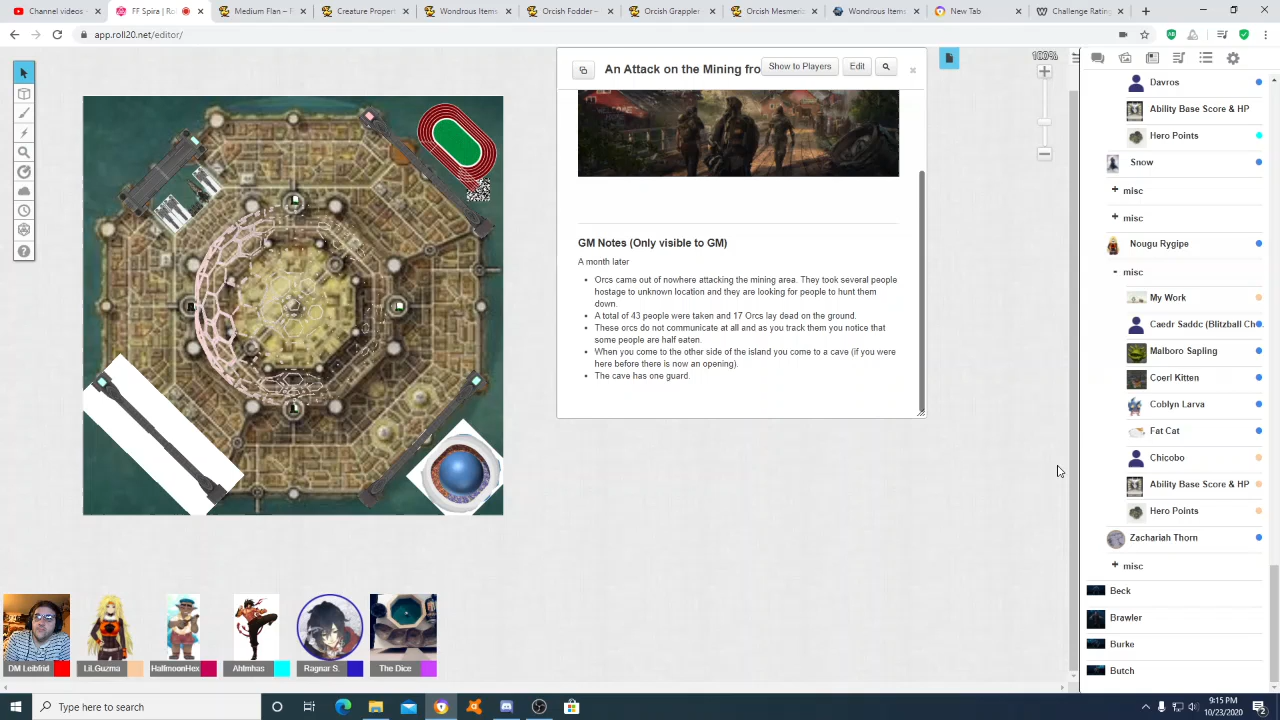 Channel videos -
FF Spira | Ro
Medium Flan –
Creature Proper
Wondrous Items
Orcish Fodder –
Orcish Grappler
Orcish Mesmeri
Wondrous Items
New Tab
Challenge Rating
app.roll20.net/editor/
An Attack on the Mining fro
Show to Players
Edit
100%
GM Notes (Only visible to GM)
A month later
• Orcs came out of nowhere attacking the mining area. They took several people
hostage to unknown location and they are looking for people to hunt them
down.
• A total of 43 people were taken and 17 Orcs lay dead on the ground.
• These orcs do not communicate at all and as you track them you notice that
some people are half eaten.
• When you come to the other side of the island you come to a cave (if you were
here before there is now an opening).
• The cave has one guard.
Davros
Ability Base Score & HP
Hero Points
Snow
+ misc
+ misc
Nougu Rygipe
- misc
My Work
Caedr Saddc (Blitzball Ch
Malboro Sapling
Coerl Kitten
Coblyn Larva
Fat Cat
Chicobo
Ability Base Score & HP
Hero Points
Zachariah Thorn
+ misc
Beck
Brawler
Burke
Butch
DM Leibfrid
LiL Guzma
HalfmoonHex
Ahlmhas
Ragnar S.
The Dice
Type here to search
9:15 PM
10/23/2020
2